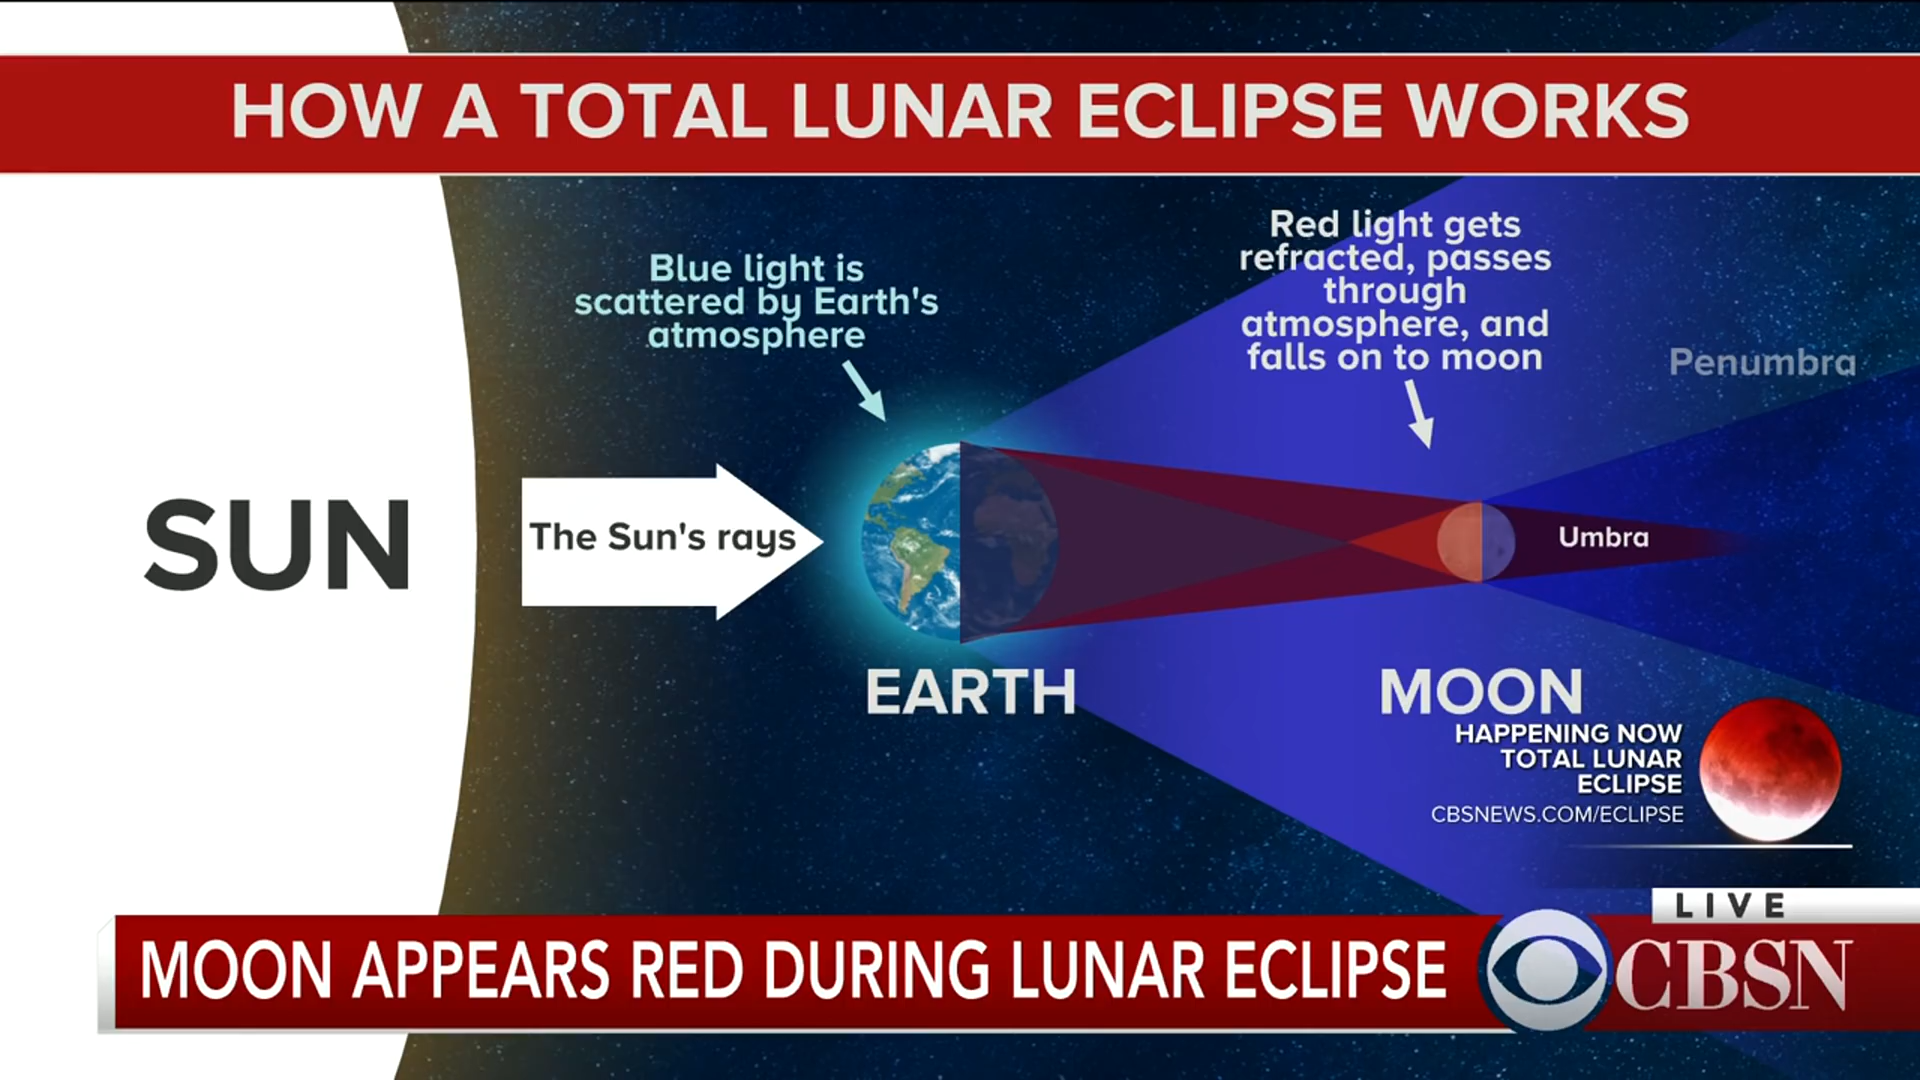 HOW A TOTAL LUNAR ECLIPSE WORKS
Blue light is
scattered by Earth's
atmosphere
Red light gets
refracted, passes
through
atmosphere, and
falls on to moon
Penumbra
SUN
The Sun's rays
Umbra
EARTH
MOON
HAPPENING NOW
TOTAL LUNAR
ECLIPSE
CBSNEWS.COM/ECLIPSE
LIVE
MOON APPEARS RED DURING LUNAR ECLIPSE
CBSN